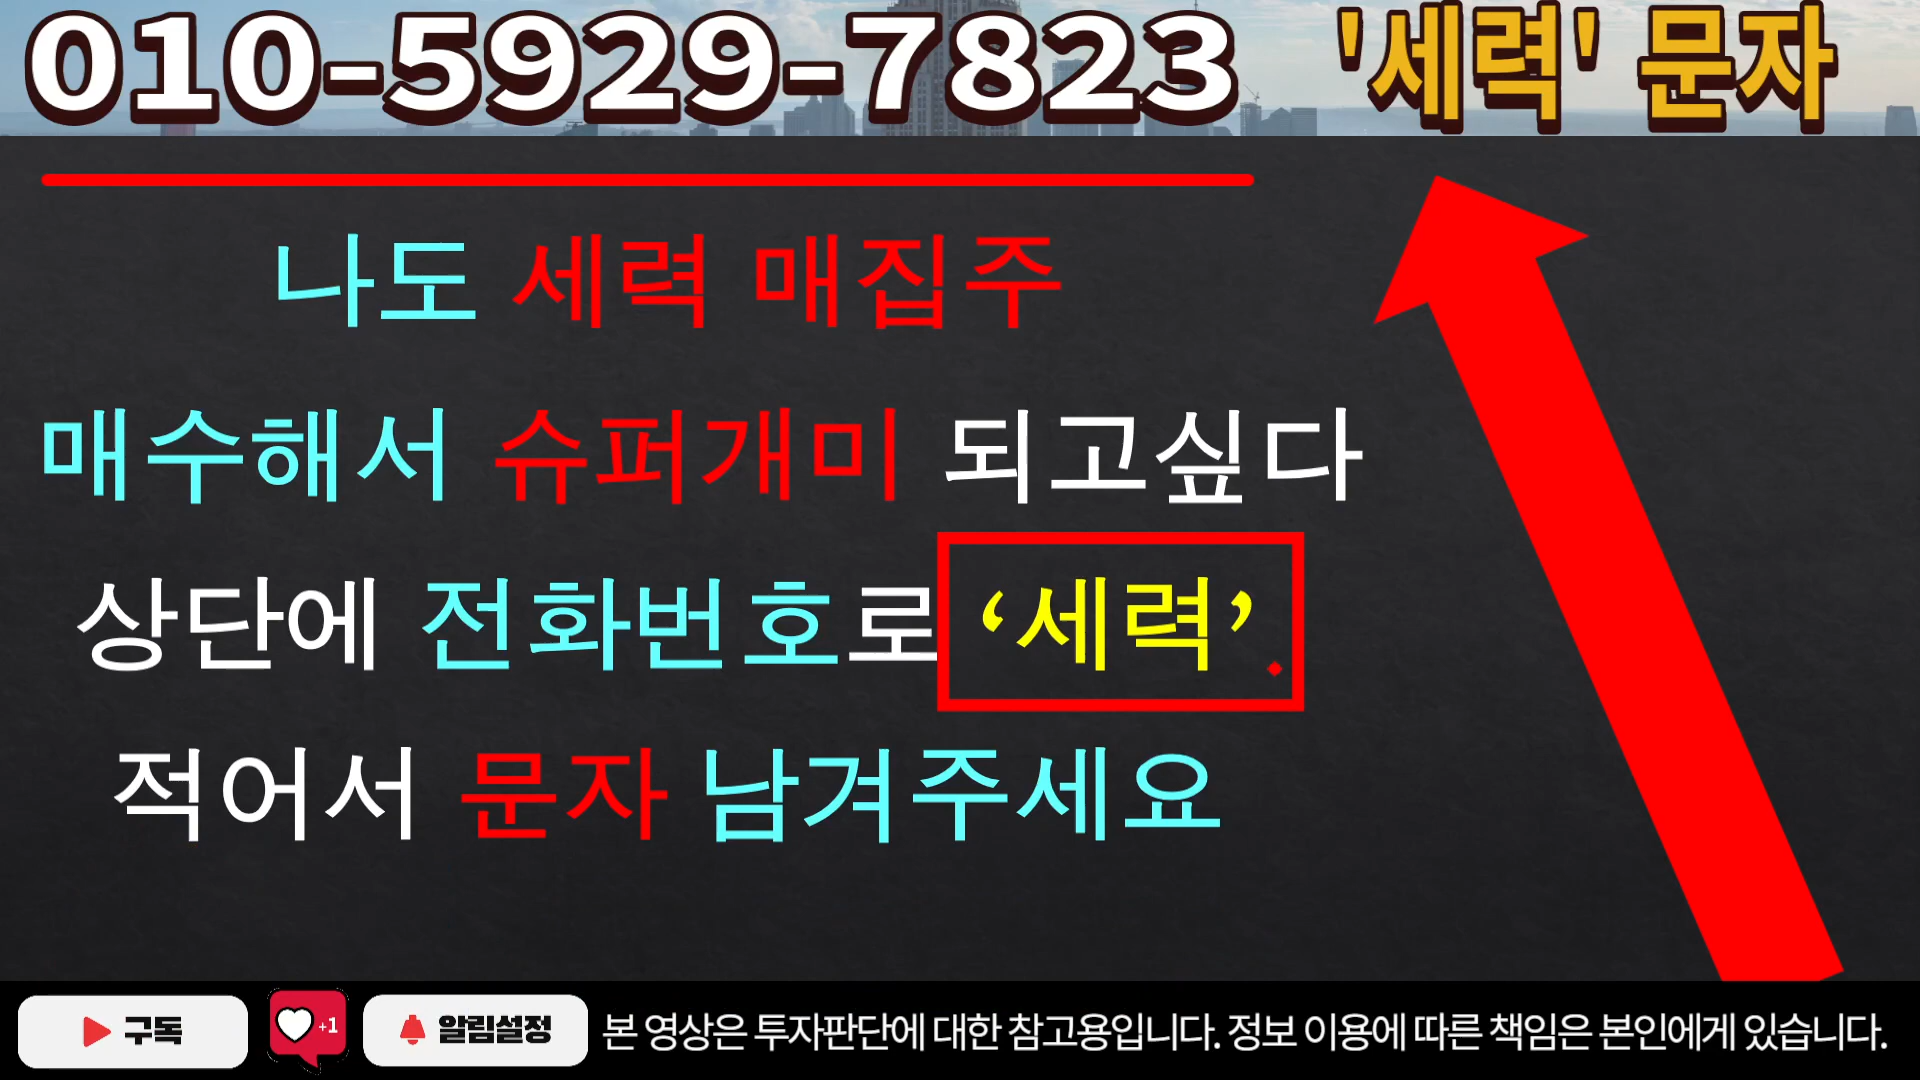 010-5929-7823 '세력' 문자
나도 세력 매집주
매수해서 슈퍼개미 되고싶다
상단에 전화번호로 ‘세력’
적어서 문자 남겨주세요
구독 +1 알림설정 본 영상은 투자판단에 대한 참고용입니다. 정보 이용에 따른 책임은 본인에게 있습니다.